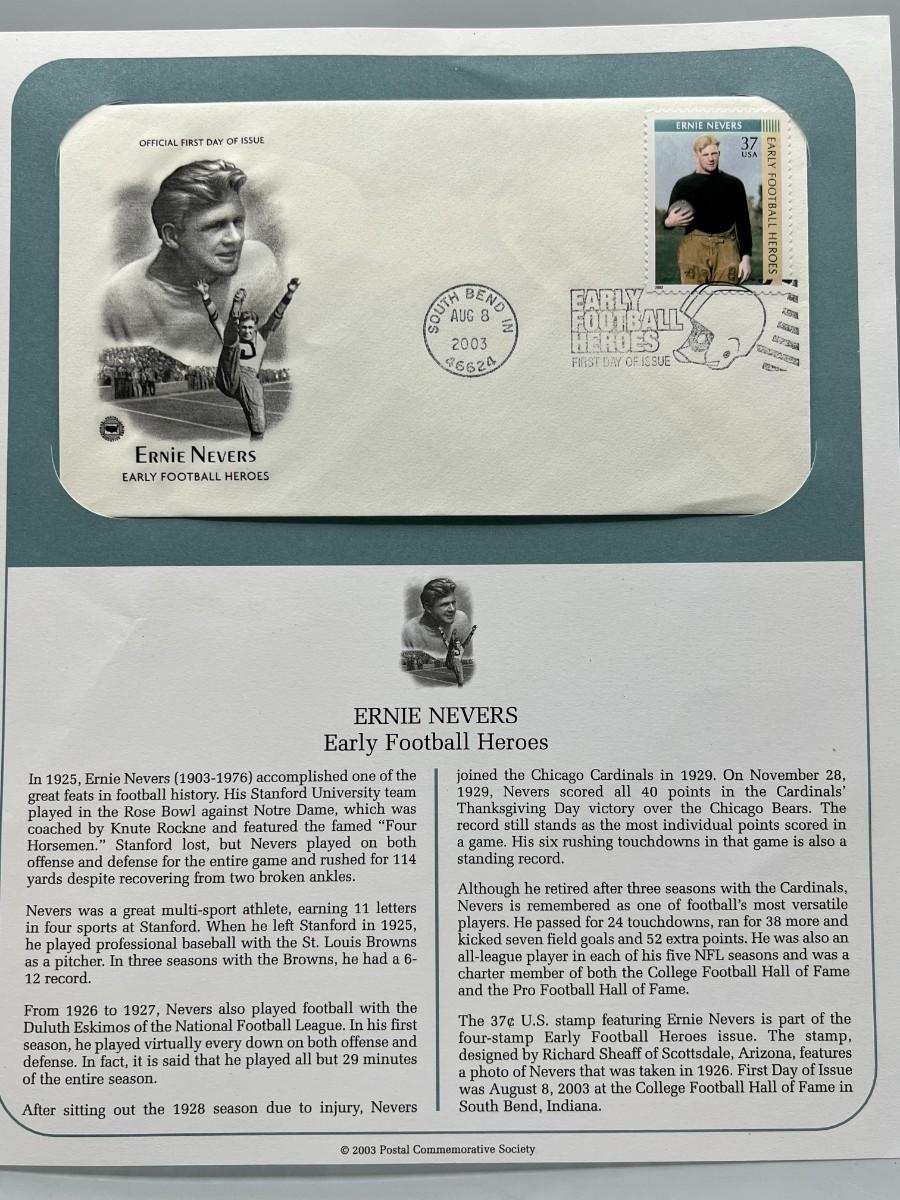 OFFICIAL FIRST DAY OF ISSUE
ERNIE NEVERS
37
USA
EARLY FOOTBALL HEROES
2002
SOUTH BEND IN
AUG 8
2003
46624
EARLY
FOOTBALL
HEROES
FIRST DAY OF ISSUE
ERNIE NEVERS
EARLY FOOTBALL HEROES
ERNIE NEVERS
Early Football Heroes
In 1925, Ernie Nevers (1903-1976) accomplished one of the
great feats in football history. His Stanford University team
played in the Rose Bowl against Notre Dame, which was
coached by Knute Rockne and featured the famed “Four
Horsemen.” Stanford lost, but Nevers played on both
offense and defense for the entire game and rushed for 114
yards despite recovering from two broken ankles.
Nevers was a great multi-sport athlete, earning 11 letters
in four sports at Stanford. When he left Stanford in 1925,
he played professional baseball with the St. Louis Browns
as a pitcher. In three seasons with the Browns, he had a 6-
12 record.
From 1926 to 1927, Nevers also played football with the
Duluth Eskimos of the National Football League. In his first
season, he played virtually every down on both offense and
defense. In fact, it is said that he played all but 29 minutes
of the entire season.
After sitting out the 1928 season due to injury, Nevers
joined the Chicago Cardinals in 1929. On November 28,
1929, Nevers scored all 40 points in the Cardinals’
Thanksgiving Day victory over the Chicago Bears. The
record still stands as the most individual points scored in
a game. His six rushing touchdowns in that game is also a
standing record.
Although he retired after three seasons with the Cardinals,
Nevers is remembered as one of football’s most versatile
players. He passed for 24 touchdowns, ran for 38 more and
kicked seven field goals and 52 extra points. He was also an
all-league player in each of his five NFL seasons and was a
charter member of both the College Football Hall of Fame
and the Pro Football Hall of Fame.
The 37¢ U.S. stamp featuring Ernie Nevers is part of the
four-stamp Early Football Heroes issue. The stamp,
designed by Richard Sheaff of Scottsdale, Arizona, features
a photo of Nevers that was taken in 1926. First Day of Issue
was August 8, 2003 at the College Football Hall of Fame in
South Bend, Indiana.
© 2003 Postal Commemorative Society